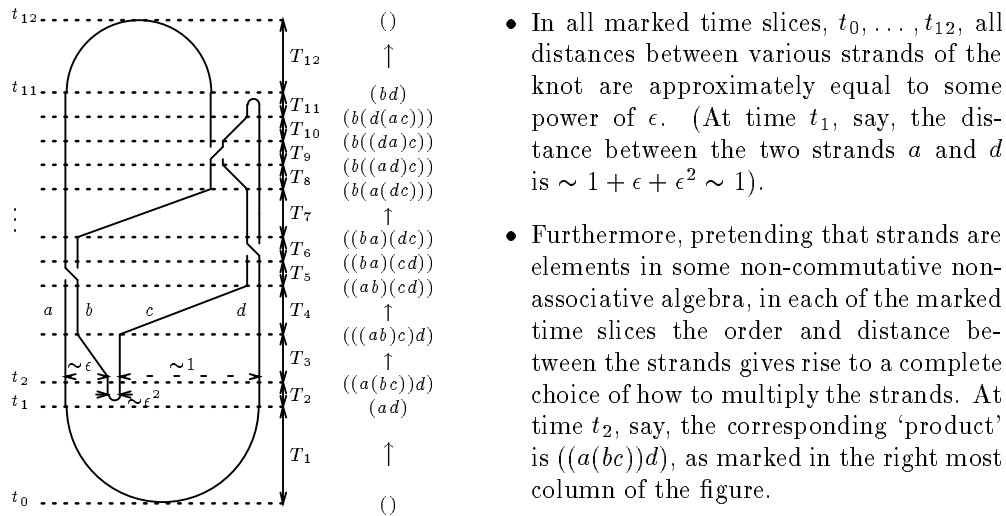 t12
T12
()
↑
t11
T11
(bd)
T10
(b(d(ac)))
T9
(b((da)c))
T8
(b((ad)c))
(b(a(dc)))
T7
↑
⋮
T6
((ba)(dc))
T5
((ba)(cd))
((ab)(cd))
a b c d
T4
↑
(((ab)c)d)
T3
↑
∼ε ∼1
t2
T2
((a(bc))d)
∼ε²
t1
(ad)
T1
↑
t0
()
• In all marked time slices, t0, . . . , t12, all
distances between various strands of the
knot are approximately equal to some
power of ε. (At time t1, say, the dis-
tance between the two strands a and d
is ∼ 1 + ε + ε² ∼ 1).
• Furthermore, pretending that strands are
elements in some non-commutative non-
associative algebra, in each of the marked
time slices the order and distance be-
tween the strands gives rise to a complete
choice of how to multiply the strands. At
time t2, say, the corresponding ‘product’
is ((a(bc))d), as marked in the right most
column of the figure.